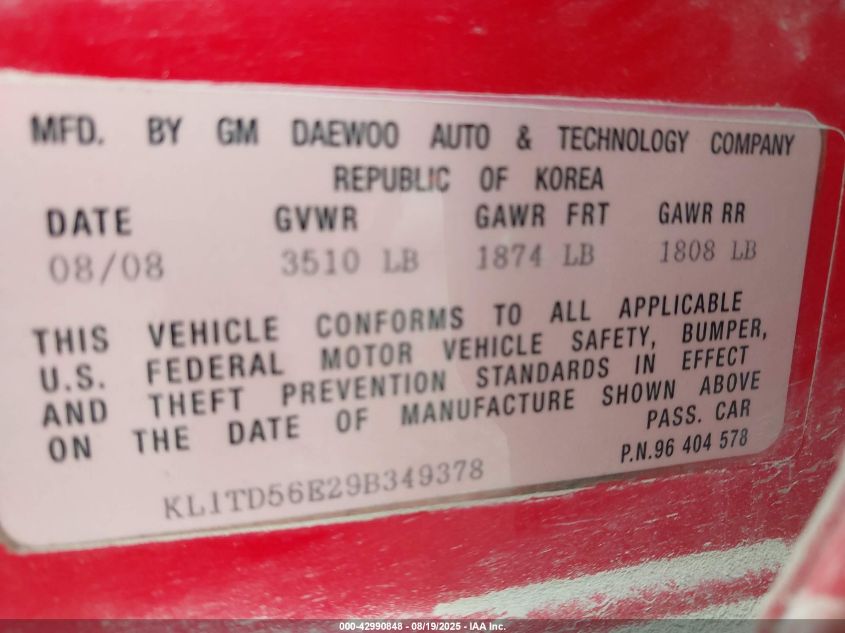 MFD. BY GM DAEWOO AUTO & TECHNOLOGY COMPANY
REPUBLIC OF KOREA
DATE GVWR GAWR FRT GAWR RR
08/08 3510 LB 1874 LB 1808 LB
THIS VEHICLE CONFORMS TO ALL APPLICABLE
U.S. FEDERAL MOTOR VEHICLE SAFETY, BUMPER,
AND THEFT PREVENTION STANDARDS IN EFFECT
ON THE DATE OF MANUFACTURE SHOWN ABOVE
PASS. CAR
P.N.96 404 578
KL1TD56E29B349378
000-42990848 - 08/19/2025 - IAA Inc.